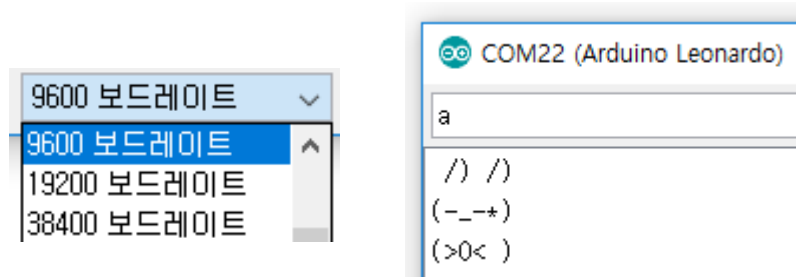 9600 보드레이트
9600 보드레이트
19200 보드레이트
38400 보드레이트
COM22 (Arduino Leonardo)
a
/) /)
(-_-*)
(>0< )